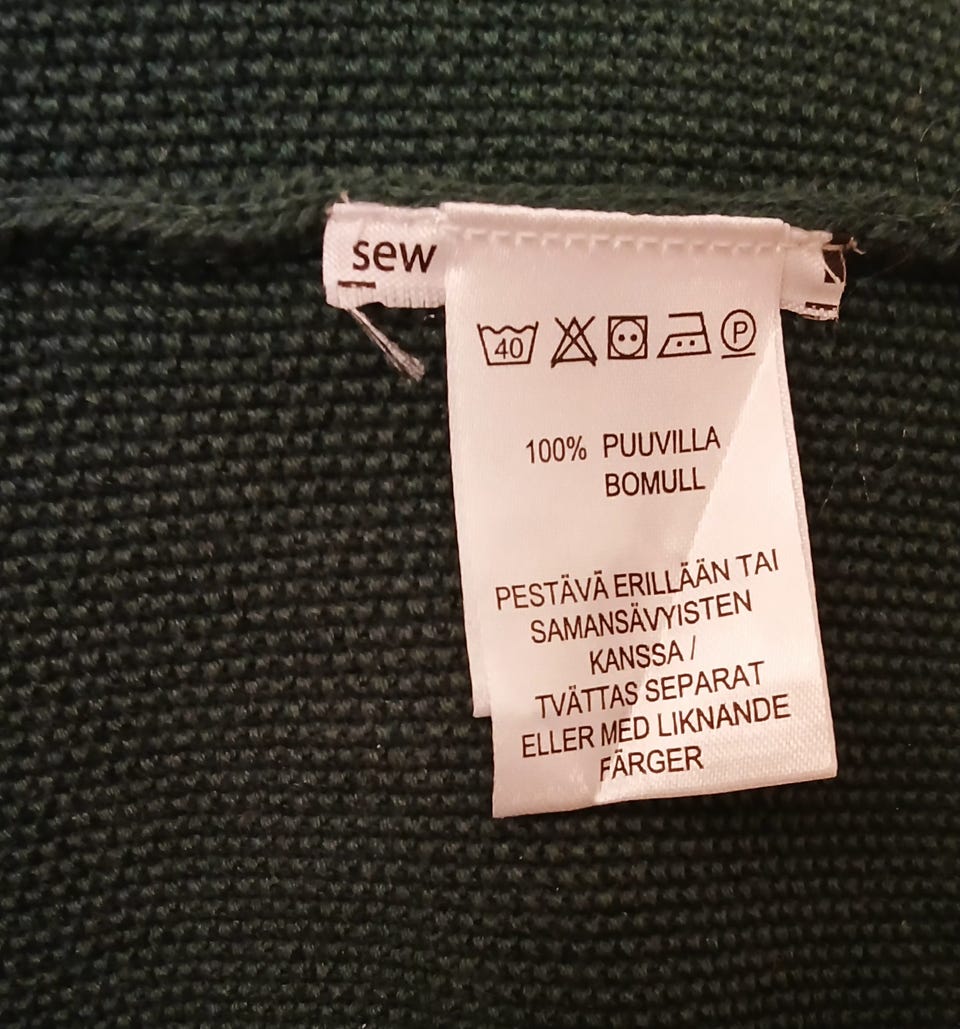 sew
40
P
100% PUUVILLA
BOMULL
PESTÄVÄ ERILLÄÄN TAI
SAMANSÄVYISTEN
KANSSA /
TVÄTTAS SEPARAT
ELLER MED LIKNANDE
FÄRGER